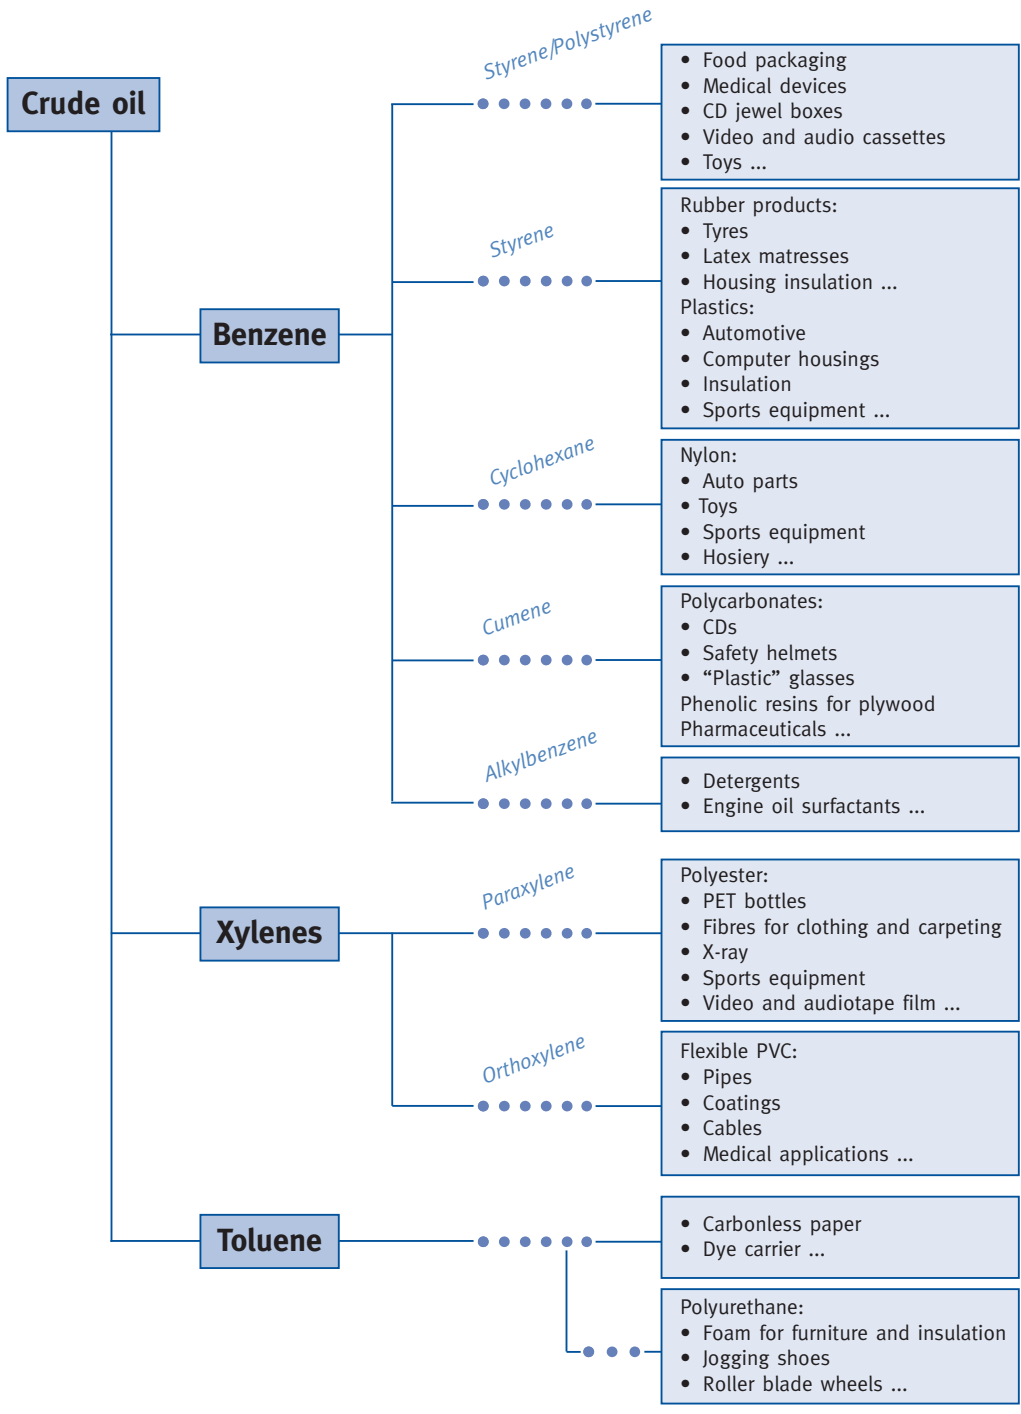 Crude oil
Styrene/Polystyrene
• Food packaging
• Medical devices
• CD jewel boxes
• Video and audio cassettes
• Toys ...
Benzene
Styrene
Rubber products:
• Tyres
• Latex matresses
• Housing insulation ...
Plastics:
• Automotive
• Computer housings
• Insulation
• Sports equipment ...
Cyclohexane
Nylon:
• Auto parts
• Toys
• Sports equipment
• Hosiery ...
Cumene
Polycarbonates:
• CDs
• Safety helmets
• “Plastic” glasses
Phenolic resins for plywood
Pharmaceuticals ...
Alkylbenzene
• Detergents
• Engine oil surfactants ...
Xylenes
Paraxylene
Polyester:
• PET bottles
• Fibres for clothing and carpeting
• X-ray
• Sports equipment
• Video and audiotape film ...
Orthoxylene
Flexible PVC:
• Pipes
• Coatings
• Cables
• Medical applications ...
Toluene
• Carbonless paper
• Dye carrier ...
Polyurethane:
• Foam for furniture and insulation
• Jogging shoes
• Roller blade wheels ...